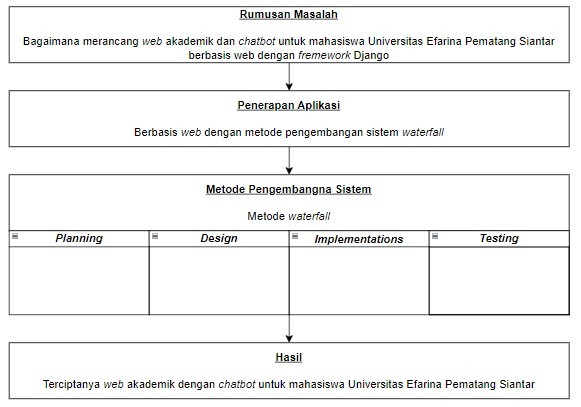 Rumusan Masalah
Bagaimana merancang web akademik dan chatbot untuk mahasiswa Universitas Efarina Pematang Siantar
berbasis web dengan fremework Django
Penerapan Aplikasi
Berbasis web dengan metode pengembangan sistem waterfall
Metode Pengembangna Sistem
Metode waterfall
Planning
Design
Implementations
Testing
Hasil
Terciptanya web akademik dengan chatbot untuk mahasiswa Universitas Efarina Pematang Siantar